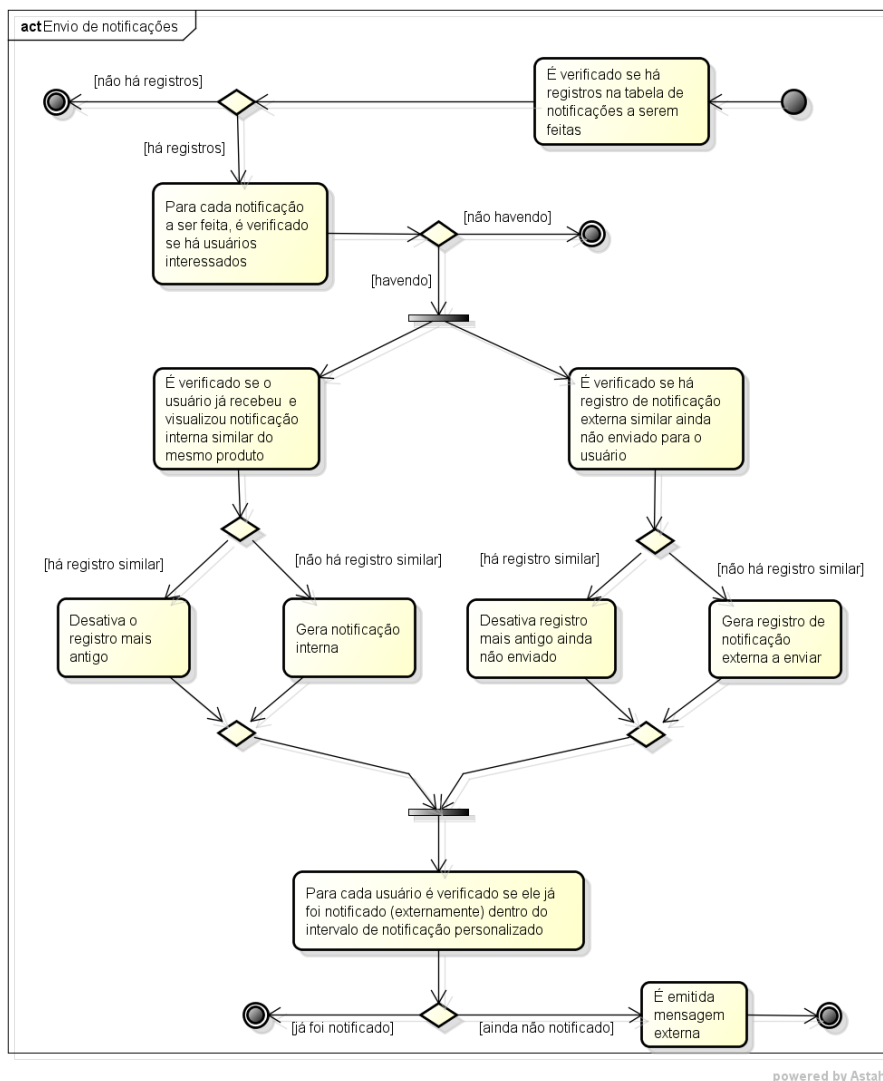 act Envio de notificações
[não há registros]
É verificado se há
registros na tabela de
notificações a serem
feitas
[há registros]
Para cada notificação
a ser feita, é verificado
se há usuários
interessados
[não havendo]
[havendo]
É verificado se o
usuário já recebeu e
visualizou notificação
interna similar do
mesmo produto
É verificado se há
registro de notificação
externa similar ainda
não enviado para o
usuário
[há registro similar]
[não há registro similar]
[há registro similar]
[não há registro similar]
Desativa o
registro mais
antigo
Gera notificação
interna
Desativa registro
mais antigo ainda
não enviado
Gera registro de
notificação
externa a enviar
Para cada usuário é verificado se ele já
foi notificado (externamente) dentro do
intervalo de notificação personalizado
[já foi notificado]
[ainda não notificado]
É emitida
mensagem
externa
powered by Astah